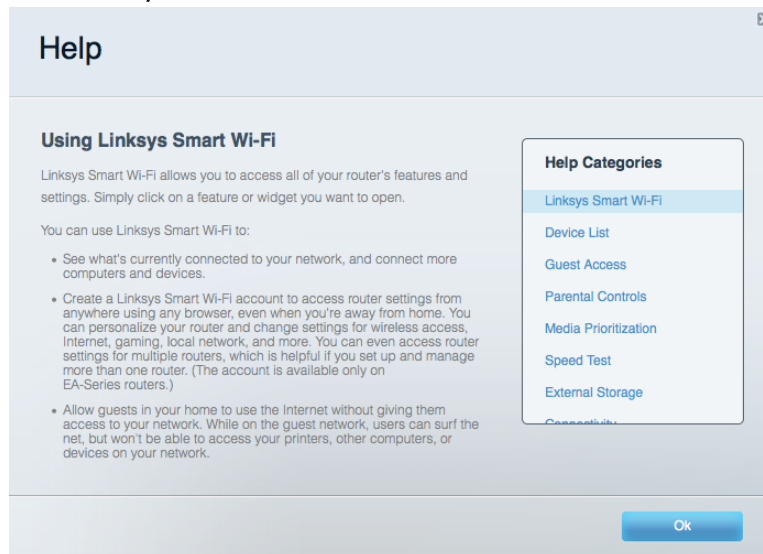 Help
Using Linksys Smart Wi-Fi
Linksys Smart Wi-Fi allows you to access all of your router's features and
settings. Simply click on a feature or widget you want to open.
You can use Linksys Smart Wi-Fi to:
• See what's currently connected to your network, and connect more
computers and devices.
• Create a Linksys Smart Wi-Fi account to access router settings from
anywhere using any browser, even when you're away from home. You
can personalize your router and change settings for wireless access,
Internet, gaming, local network, and more. You can even access router
settings for multiple routers, which is helpful if you set up and manage
more than one router. (The account is available only on
EA-Series routers.)
• Allow guests in your home to use the Internet without giving them
access to your network. While on the guest network, users can surf the
net, but won't be able to access your printers, other computers, or
devices on your network.
Help Categories
Linksys Smart Wi-Fi
Device List
Guest Access
Parental Controls
Media Prioritization
Speed Test
External Storage
Connectivity
Ok